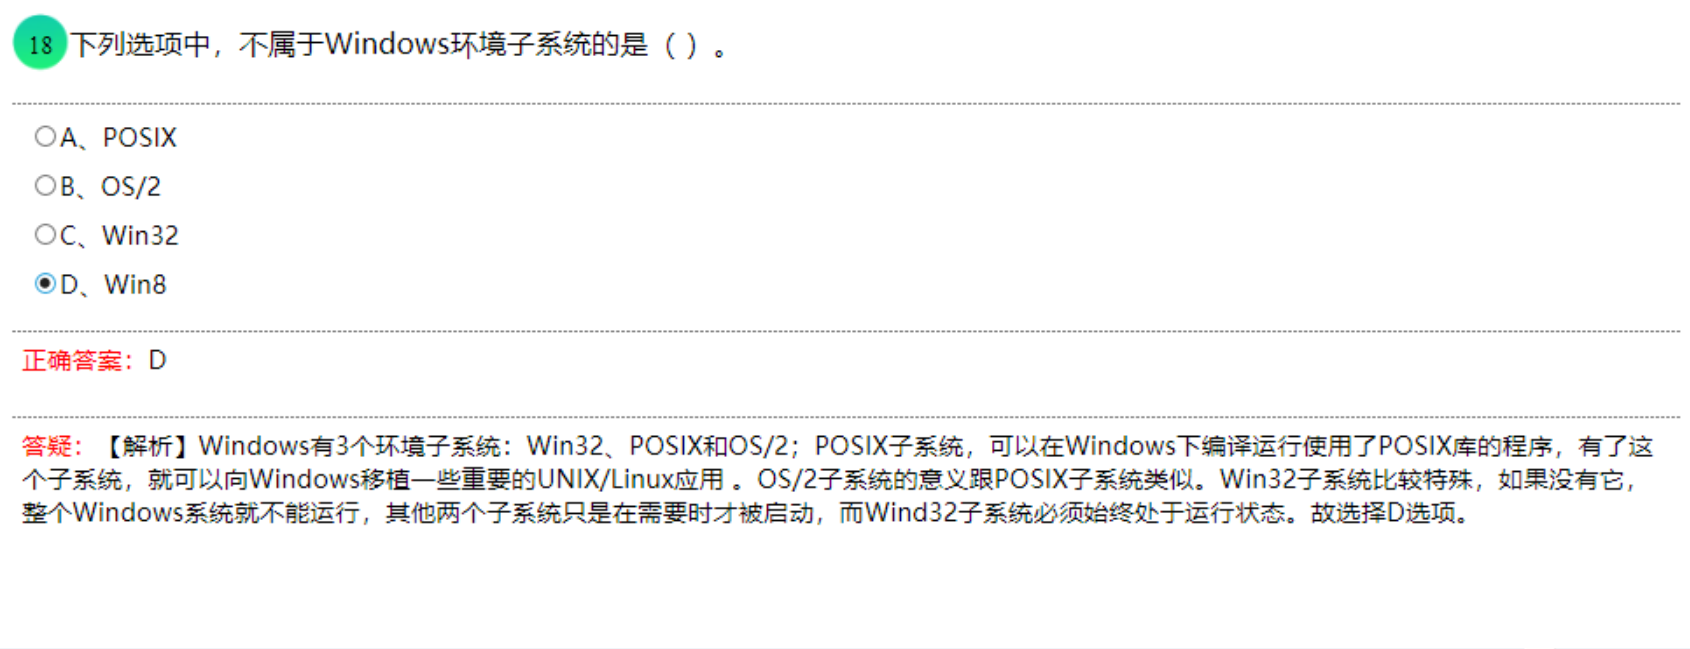 18 下列选项中，不属于Windows环境子系统的是（ ）。
A、POSIX
B、OS/2
C、Win32
D、Win8
正确答案：D
答疑：【解析】Windows有3个环境子系统：Win32、POSIX和OS/2；POSIX子系统，可以在Windows下编译运行使用了POSIX库的程序，有了这
个子系统，就可以向Windows移植一些重要的UNIX/Linux应用 。OS/2子系统的意义跟POSIX子系统类似。Win32子系统比较特殊，如果没有它，
整个Windows系统就不能运行，其他两个子系统只是在需要时才被启动，而Wind32子系统必须始终处于运行状态。故选择D选项。